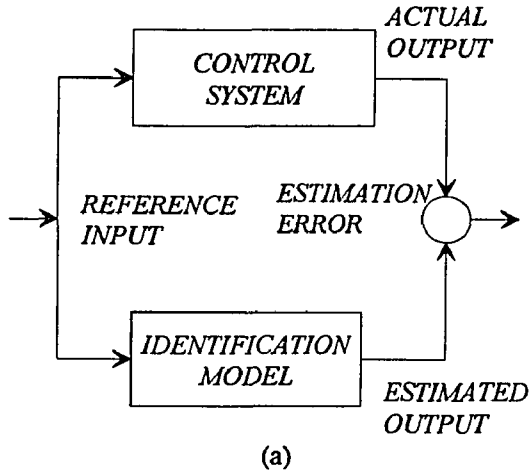 ACTUAL
OUTPUT
CONTROL
SYSTEM
REFERENCE
INPUT
ESTIMATION
ERROR
IDENTIFICATION
MODEL
ESTIMATED
OUTPUT
(a)